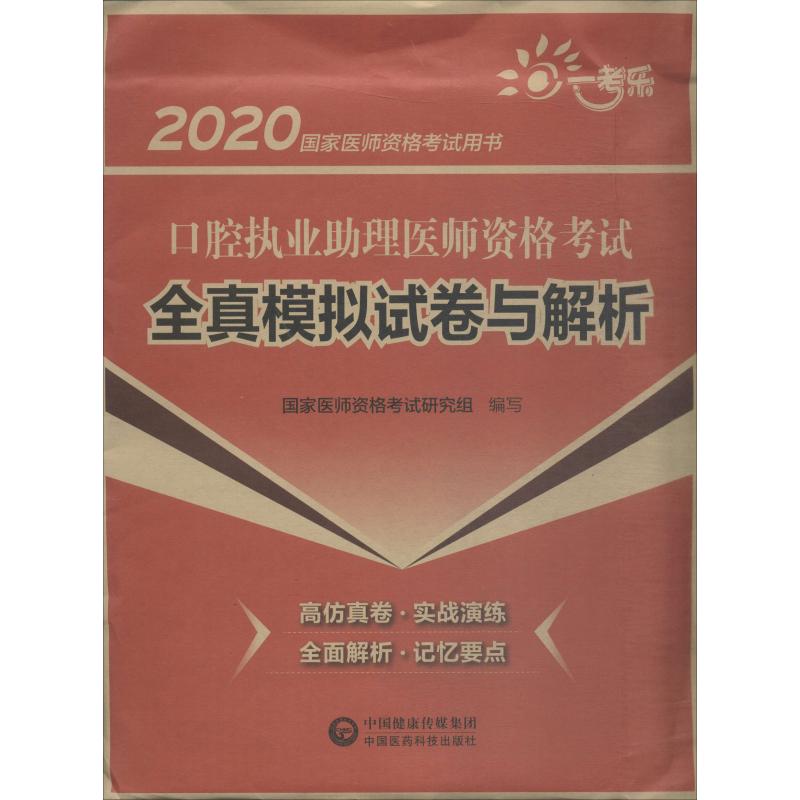 一考乐
2020国家医师资格考试用书
口腔执业助理医师资格考试
全真模拟试卷与解析
国家医师资格考试研究组 编写
高仿真卷·实战演练
全面解析·记忆要点
中国健康传媒集团
中国医药科技出版社